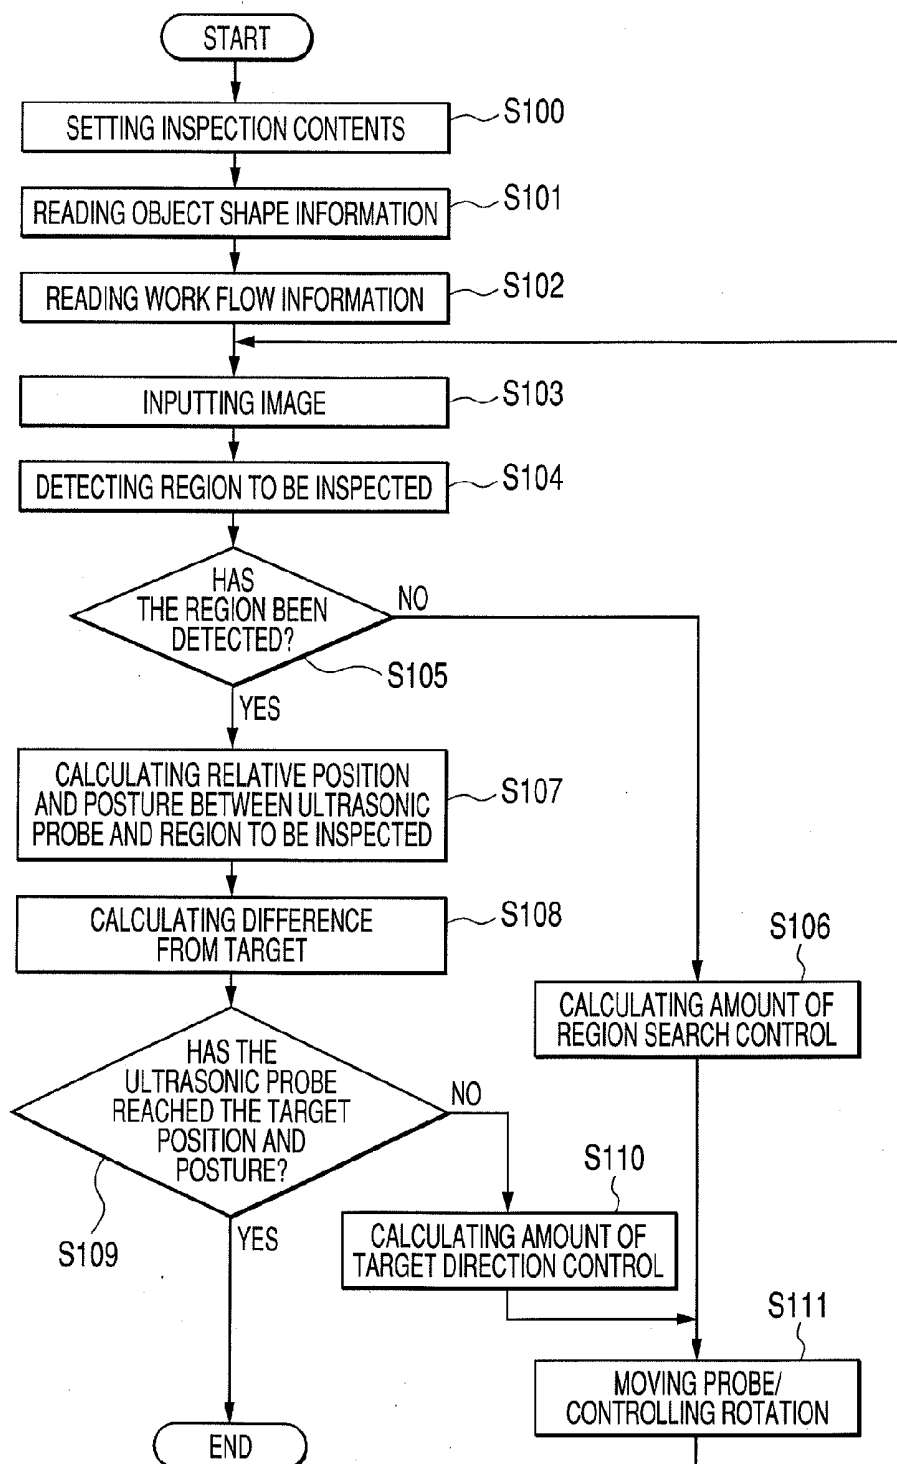 START
SETTING INSPECTION CONTENTS
S100
READING OBJECT SHAPE INFORMATION
S101
READING WORK FLOW INFORMATION
S102
INPUTTING IMAGE
S103
DETECTING REGION TO BE INSPECTED
S104
HAS
THE REGION BEEN
DETECTED?
NO
S105
YES
CALCULATING RELATIVE POSITION
AND POSTURE BETWEEN ULTRASONIC
PROBE AND REGION TO BE INSPECTED
S107
CALCULATING DIFFERENCE
FROM TARGET
S108
S106
CALCULATING AMOUNT OF
REGION SEARCH CONTROL
HAS THE
ULTRASONIC PROBE
REACHED THE TARGET
POSITION AND
POSTURE?
NO
S109
YES
S110
CALCULATING AMOUNT OF
TARGET DIRECTION CONTROL
S111
MOVING PROBE/
CONTROLLING ROTATION
END